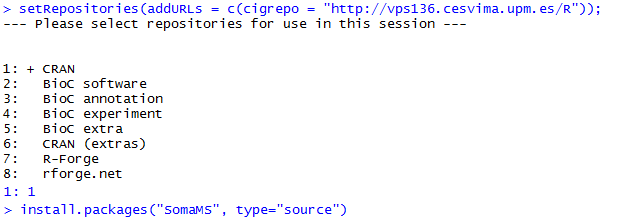 > setRepositories(addURLs = c(cigrepo = "http://vps136.cesvima.upm.es/R"));
--- Please select repositories for use in this session ---
1: + CRAN
2:   BioC software
3:   BioC annotation
4:   BioC experiment
5:   BioC extra
6:   CRAN (extras)
7:   R-Forge
8:   rforge.net
1: 1
> install.packages("SomaMS", type="source")